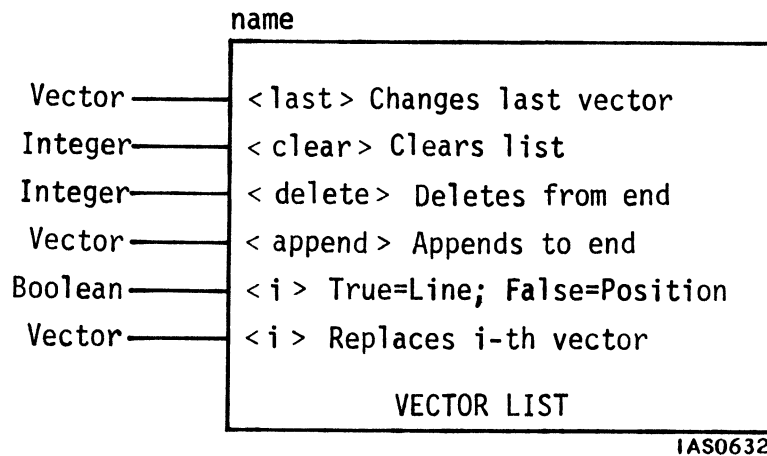 name
Vector <last> Changes last vector
Integer <clear> Clears list
Integer <delete> Deletes from end
Vector <append> Appends to end
Boolean <i> True=Line; False=Position
Vector <i> Replaces i-th vector
VECTOR LIST
IAS0632